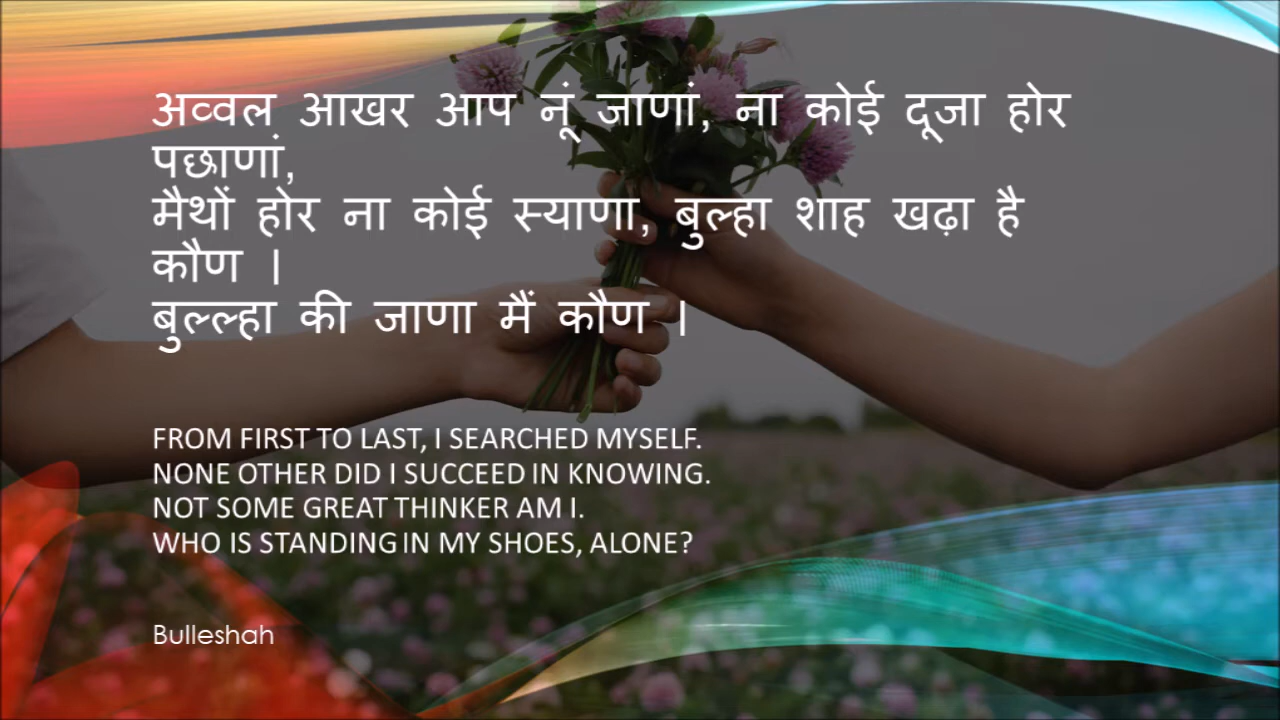 अव्वल आखर आप नूं जाणां, ना कोई दूजा होर
पछाणां,
मैथों होर ना कोई स्याणा, बुल्हा शाह खढ़ा है
कौण ।
बुल्ल्हा की जाणा मैं कौण ।
FROM FIRST TO LAST, I SEARCHED MYSELF.
NONE OTHER DID I SUCCEED IN KNOWING.
NOT SOME GREAT THINKER AM I.
WHO IS STANDING IN MY SHOES, ALONE?
Bulleshah